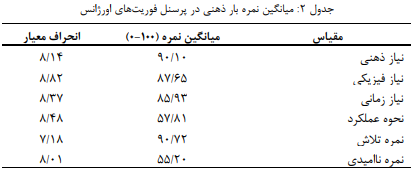 جدول ۲: میانگین نمره بار ذهنی در پرسنل فوریت‌های اورژانس
مقیاس میانگین نمره (۱۰۰-۰) انحراف معیار
نیاز ذهنی ۹۰/۱۰ ۸/۱۴
نیاز فیزیکی ۸۷/۶۵ ۸/۸۲
نیاز زمانی ۸۵/۹۳ ۸/۳۷
نحوه عملکرد ۵۷/۸۱ ۸/۴۸
نمره تلاش ۹۰/۷۲ ۷/۱۸
نمره ناامیدی ۵۵/۲۰ ۸/۰۱